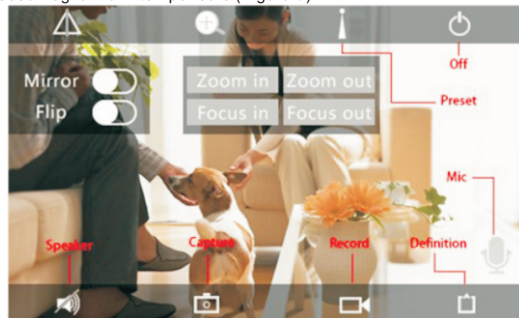 Off
Mirror
Zoom in Zoom out
Preset
Flip
Focus in Focus out
Mic
Speaker Capture Record Definition